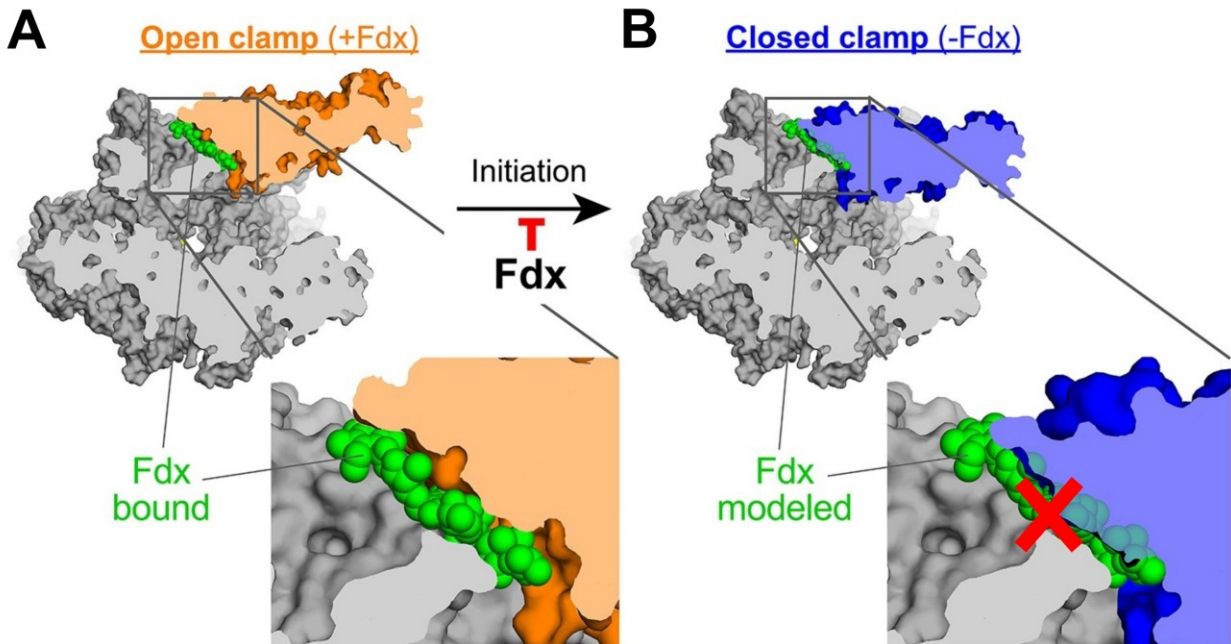 A
Open clamp (+Fdx)
B
Closed clamp (-Fdx)
Initiation
Fdx
Fdx
bound
Fdx
modeled